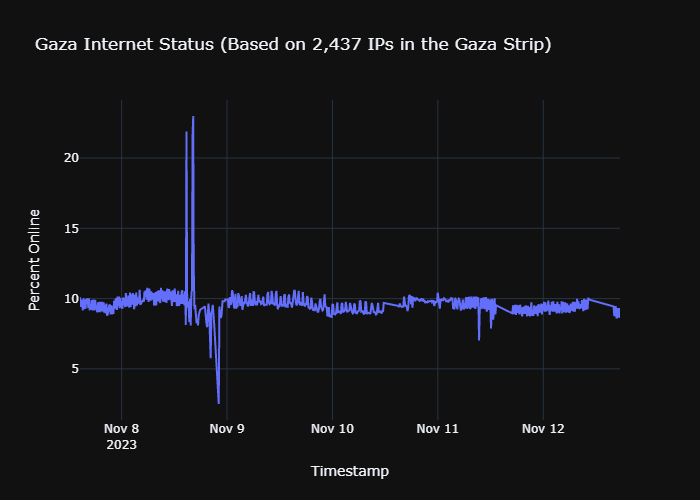 Gaza Internet Status (Based on 2,437 IPs in the Gaza Strip)
Percent Online
20
15
10
5
Nov 8
2023
Nov 9
Nov 10
Nov 11
Nov 12
Timestamp